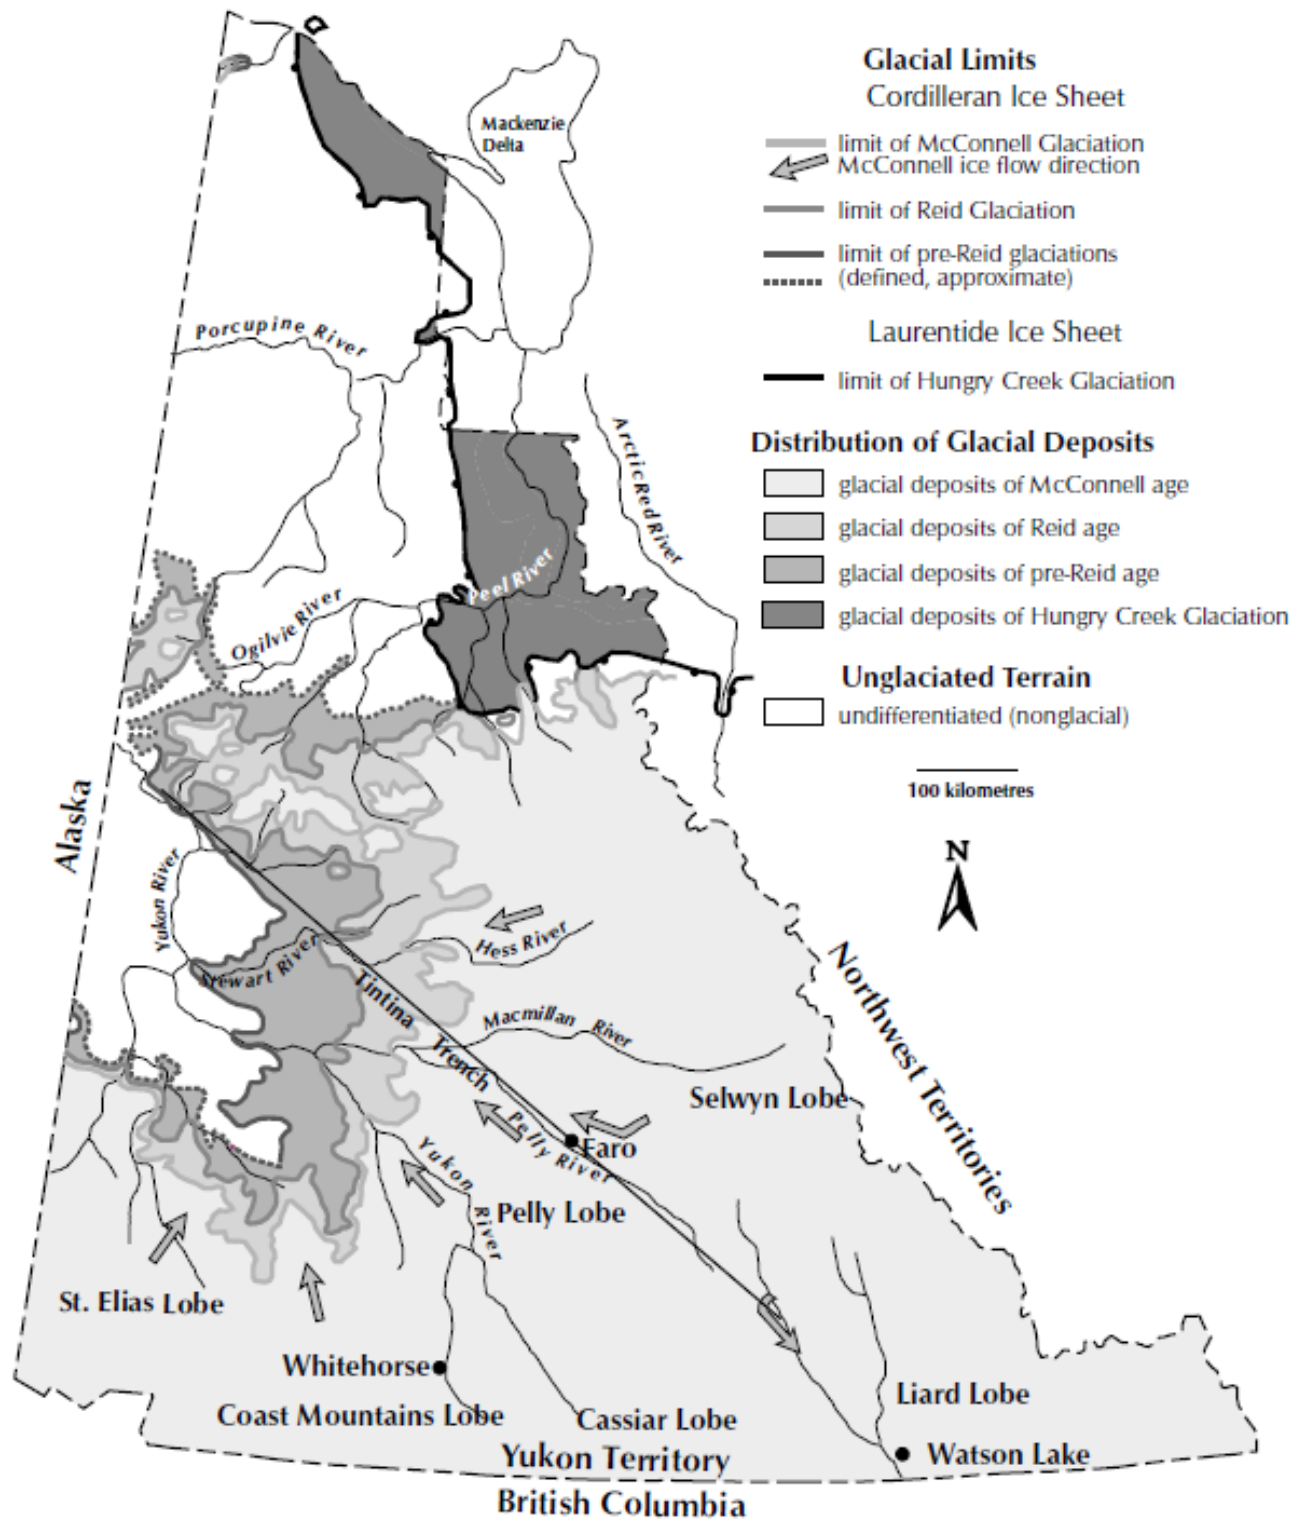 Glacial Limits
Cordilleran Ice Sheet
limit of McConnell Glaciation
McConnell ice flow direction
limit of Reid Glaciation
limit of pre-Reid glaciations
(defined, approximate)
Laurentide Ice Sheet
limit of Hungry Creek Glaciation
Distribution of Glacial Deposits
glacial deposits of McConnell age
glacial deposits of Reid age
glacial deposits of pre-Reid age
glacial deposits of Hungry Creek Glaciation
Unglaciated Terrain
undifferentiated (nonglacial)
100 kilometres
N
Mackenzie
Delta
Porcupine River
Arctic Red River
Peel River
Ogilvie River
Alaska
Yukon River
Stewart River
Hess River
Tintina
Trench
Macmillan River
Northwest Territories
Selwyn Lobe
Pelly River
Faro
Yukon
River
Pelly Lobe
St. Elias Lobe
Whitehorse
Coast Mountains Lobe
Cassiar Lobe
Liard Lobe
Watson Lake
Yukon Territory
British Columbia